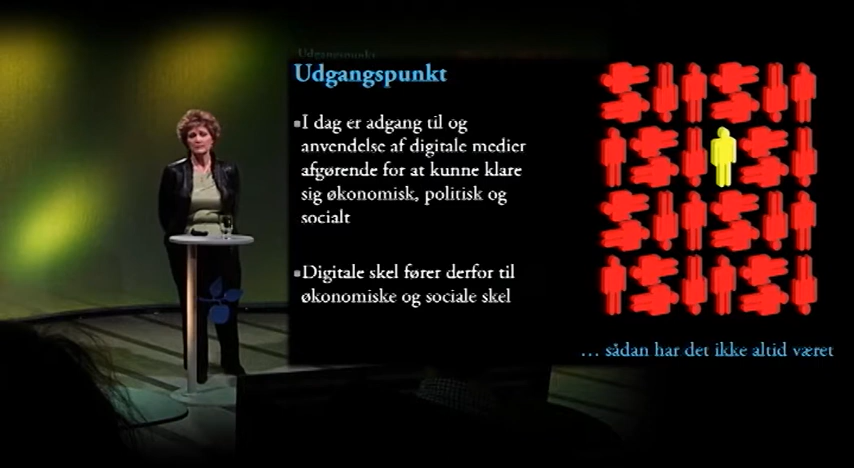 Udgangspunkt
Udgangspunkt
▪I dag er adgang til og
anvendelse af digitale medier
afgørende for at kunne klare
sig økonomisk, politisk og
socialt
▪Digitale skel fører derfor til
økonomiske og sociale skel
... sådan har det ikke altid været